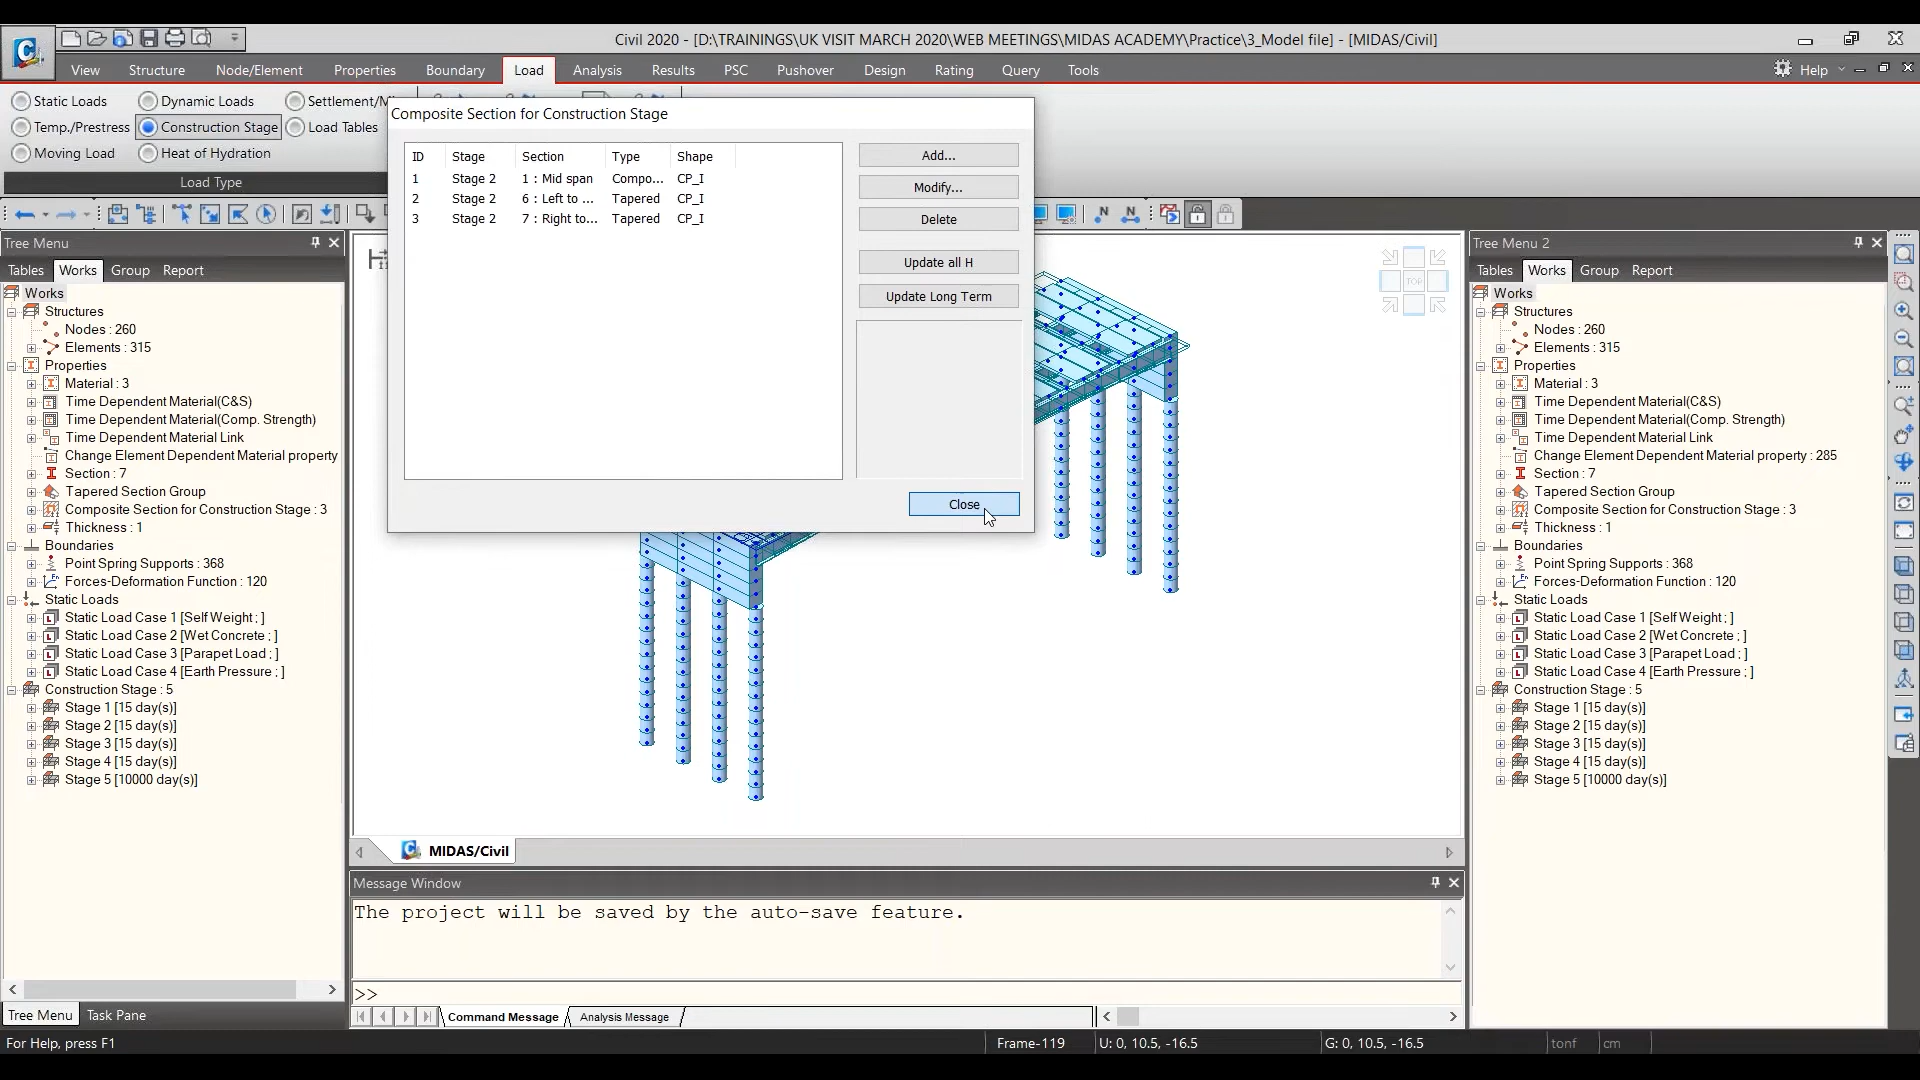 Civil 2020 - [D:\TRAININGS\UK VISIT MARCH 2020\WEB MEETINGS\MIDAS ACADEMY\Practice\3_Model file] - [MIDAS/Civil]
View Structure Node/Element Properties Boundary Load Analysis Results PSC Pushover Design Rating Query Tools Help
Static Loads Dynamic Loads Settlement/M
Temp./Prestress Construction Stage Load Tables
Moving Load Heat of Hydration
Load Type
Composite Section for Construction Stage
ID Stage Section Type Shape
1 Stage 2 1 : Mid span Compo... CP_I
2 Stage 2 6 : Left to ... Tapered CP_I
3 Stage 2 7 : Right to... Tapered CP_I
Add...
Modify...
Delete
Update all H
Update Long Term
Close
Tree Menu
Tables Works Group Report
Works
Structures
Nodes : 260
Elements : 315
Properties
Material : 3
Time Dependent Material(C&S)
Time Dependent Material(Comp. Strength)
Time Dependent Material Link
Change Element Dependent Material property
Section : 7
Tapered Section Group
Composite Section for Construction Stage : 3
Thickness : 1
Boundaries
Point Spring Supports : 368
Forces-Deformation Function : 120
Static Loads
Static Load Case 1 [Self Weight ; ]
Static Load Case 2 [Wet Concrete ; ]
Static Load Case 3 [Parapet Load ; ]
Static Load Case 4 [Earth Pressure ; ]
Construction Stage : 5
Stage 1 [15 day(s)]
Stage 2 [15 day(s)]
Stage 3 [15 day(s)]
Stage 4 [15 day(s)]
Stage 5 [10000 day(s)]
Tree Menu Task Pane
TOP
MIDAS/Civil
Message Window
The project will be saved by the auto-save feature.
>>
Command Message Analysis Message
Tree Menu 2
Tables Works Group Report
Works
Structures
Nodes : 260
Elements : 315
Properties
Material : 3
Time Dependent Material(C&S)
Time Dependent Material(Comp. Strength)
Time Dependent Material Link
Change Element Dependent Material property : 285
Section : 7
Tapered Section Group
Composite Section for Construction Stage : 3
Thickness : 1
Boundaries
Point Spring Supports : 368
Forces-Deformation Function : 120
Static Loads
Static Load Case 1 [Self Weight ; ]
Static Load Case 2 [Wet Concrete ; ]
Static Load Case 3 [Parapet Load ; ]
Static Load Case 4 [Earth Pressure ; ]
Construction Stage : 5
Stage 1 [15 day(s)]
Stage 2 [15 day(s)]
Stage 3 [15 day(s)]
Stage 4 [15 day(s)]
Stage 5 [10000 day(s)]
For Help, press F1 Frame-119 U: 0, 10.5, -16.5 G: 0, 10.5, -16.5 tonf cm